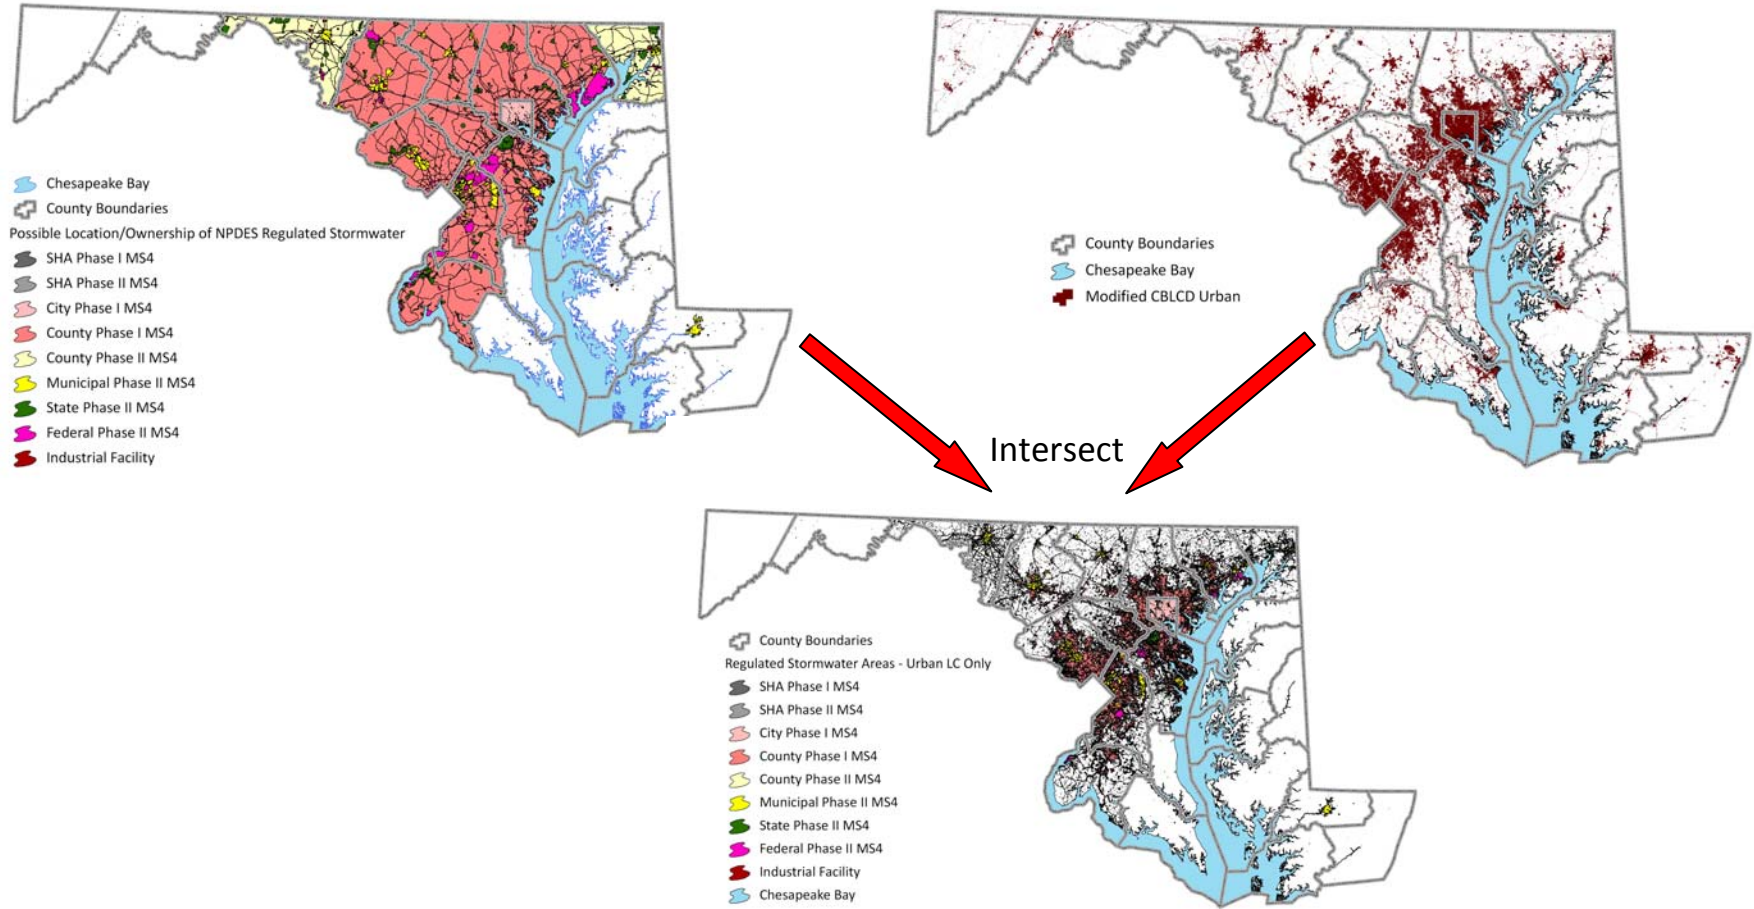 Chesapeake Bay
County Boundaries
Possible Location/Ownership of NPDES Regulated Stormwater
SHA Phase I MS4
SHA Phase II MS4
City Phase I MS4
County Phase I MS4
County Phase II MS4
Municipal Phase II MS4
State Phase II MS4
Federal Phase II MS4
Industrial Facility
County Boundaries
Chesapeake Bay
Modified CBLCD Urban
Intersect
County Boundaries
Regulated Stormwater Areas - Urban LC Only
SHA Phase I MS4
SHA Phase II MS4
City Phase I MS4
County Phase I MS4
County Phase II MS4
Municipal Phase II MS4
State Phase II MS4
Federal Phase II MS4
Industrial Facility
Chesapeake Bay